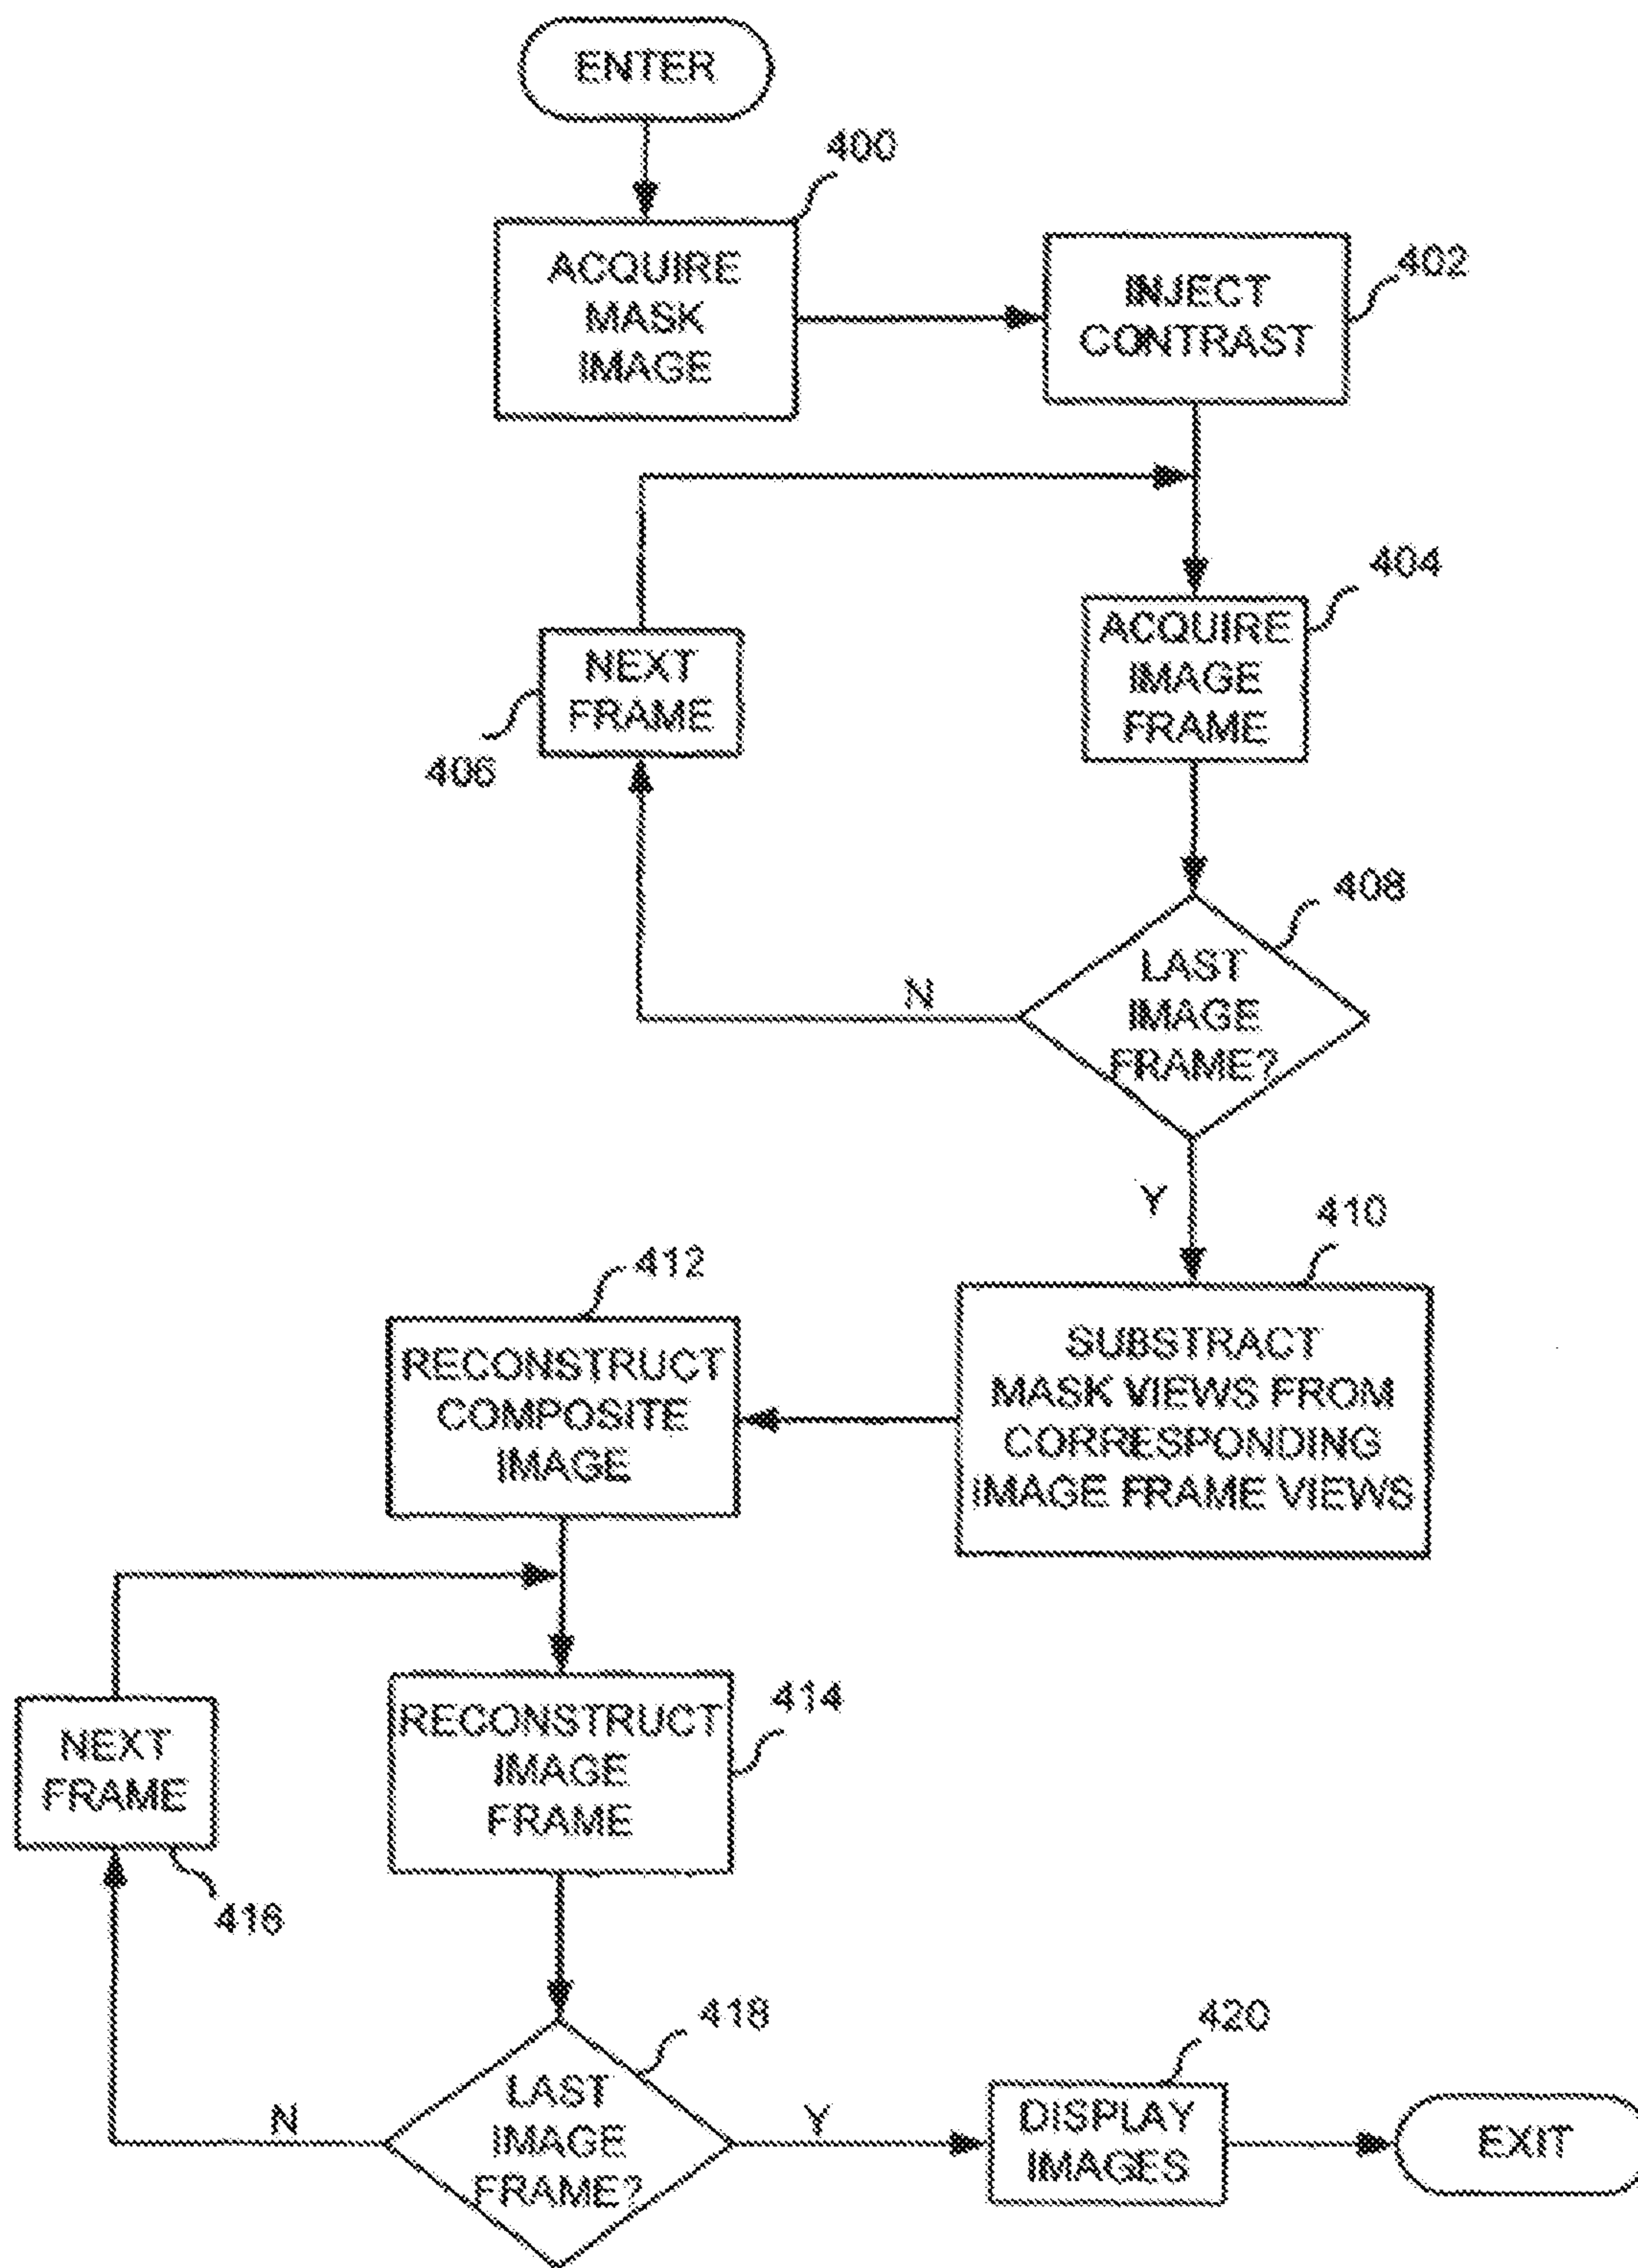 ENTER
400
ACQUIRE
MASK
IMAGE
INJECT
CONTRAST
402
404
ACQUIRE
IMAGE
FRAME
NEXT
FRAME
406
408
LAST
IMAGE
FRAME?
N
Y
410
SUBSTRACT
MASK VIEWS FROM
CORRESPONDING
IMAGE FRAME VIEWS
412
RECONSTRUCT
COMPOSITE
IMAGE
RECONSTRUCT
IMAGE
FRAME
414
NEXT
FRAME
416
418
LAST
IMAGE
FRAME?
N
Y
420
DISPLAY
IMAGES
EXIT